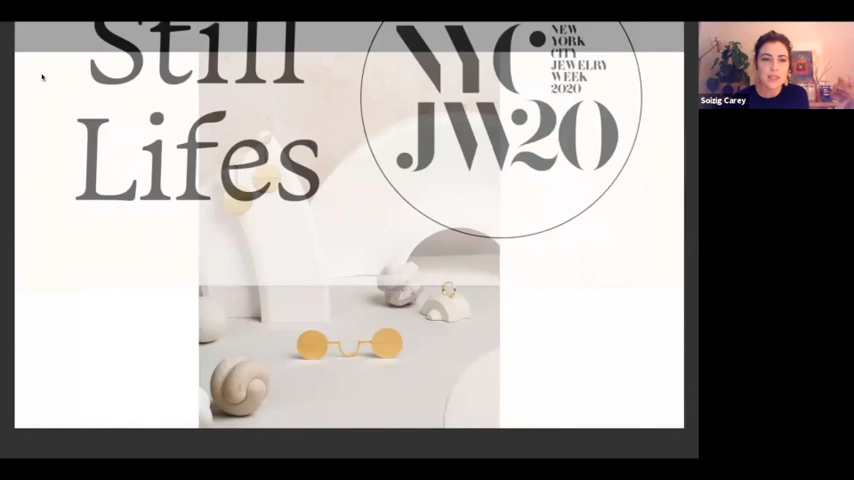 Still
Lifes
NYC
NEW
YORK
CITY
JEWELRY
WEEK
2020
JW20
Soizig Carey